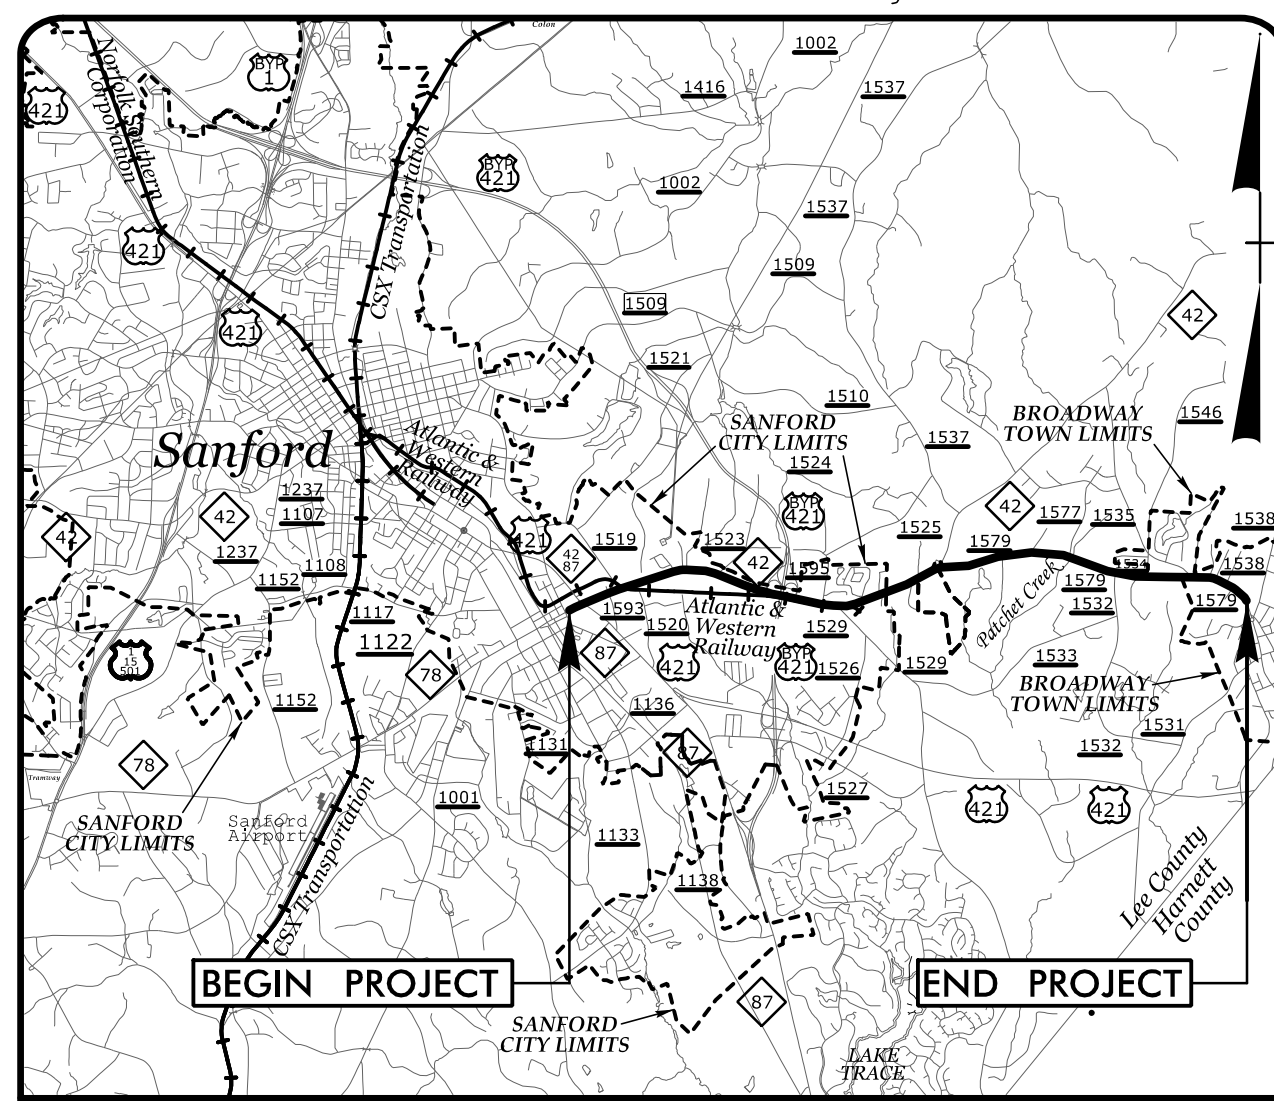 Colon
1002
BYP
1
421
Norfolk Southern
Corporation
1416
1537
CSX Transportation
BYP
421
1002
1537
421
1509
1509
42
421
1521
1510
1546
SANFORD
CITY LIMITS
BROADWAY
TOWN LIMITS
1537
Sanford
Atlantic &
Western
Railway
1524
1237
1107
42
42
BYP
421
42
1577
1535
1538
421
1519
1523
1525
1579
42
87
42
1237
1108
1152
1595
1534
1538
1579
1532
1579
Patchet Creek
1117
1593
Atlantic &
Western
Railway
1520
1529
1122
87
421
BYP
421
1
15
501
78
1526
1529
1533
BROADWAY
TOWN LIMITS
1152
1136
1531
1131
87
1532
78
Tramway
1527
421
421
1001
SANFORD
CITY LIMITS
Sanford
Airport
CSX Transportation
1133
1138
Lee County
Harnett
County
BEGIN PROJECT
END PROJECT
87
SANFORD
CITY LIMITS
LAKE
TRACE